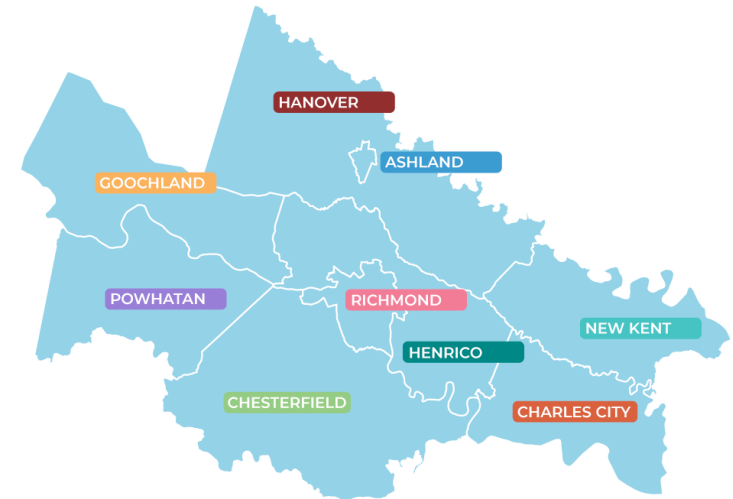 HANOVER
ASHLAND
GOOCHLAND
POWHATAN
RICHMOND
NEW KENT
HENRICO
CHESTERFIELD
CHARLES CITY